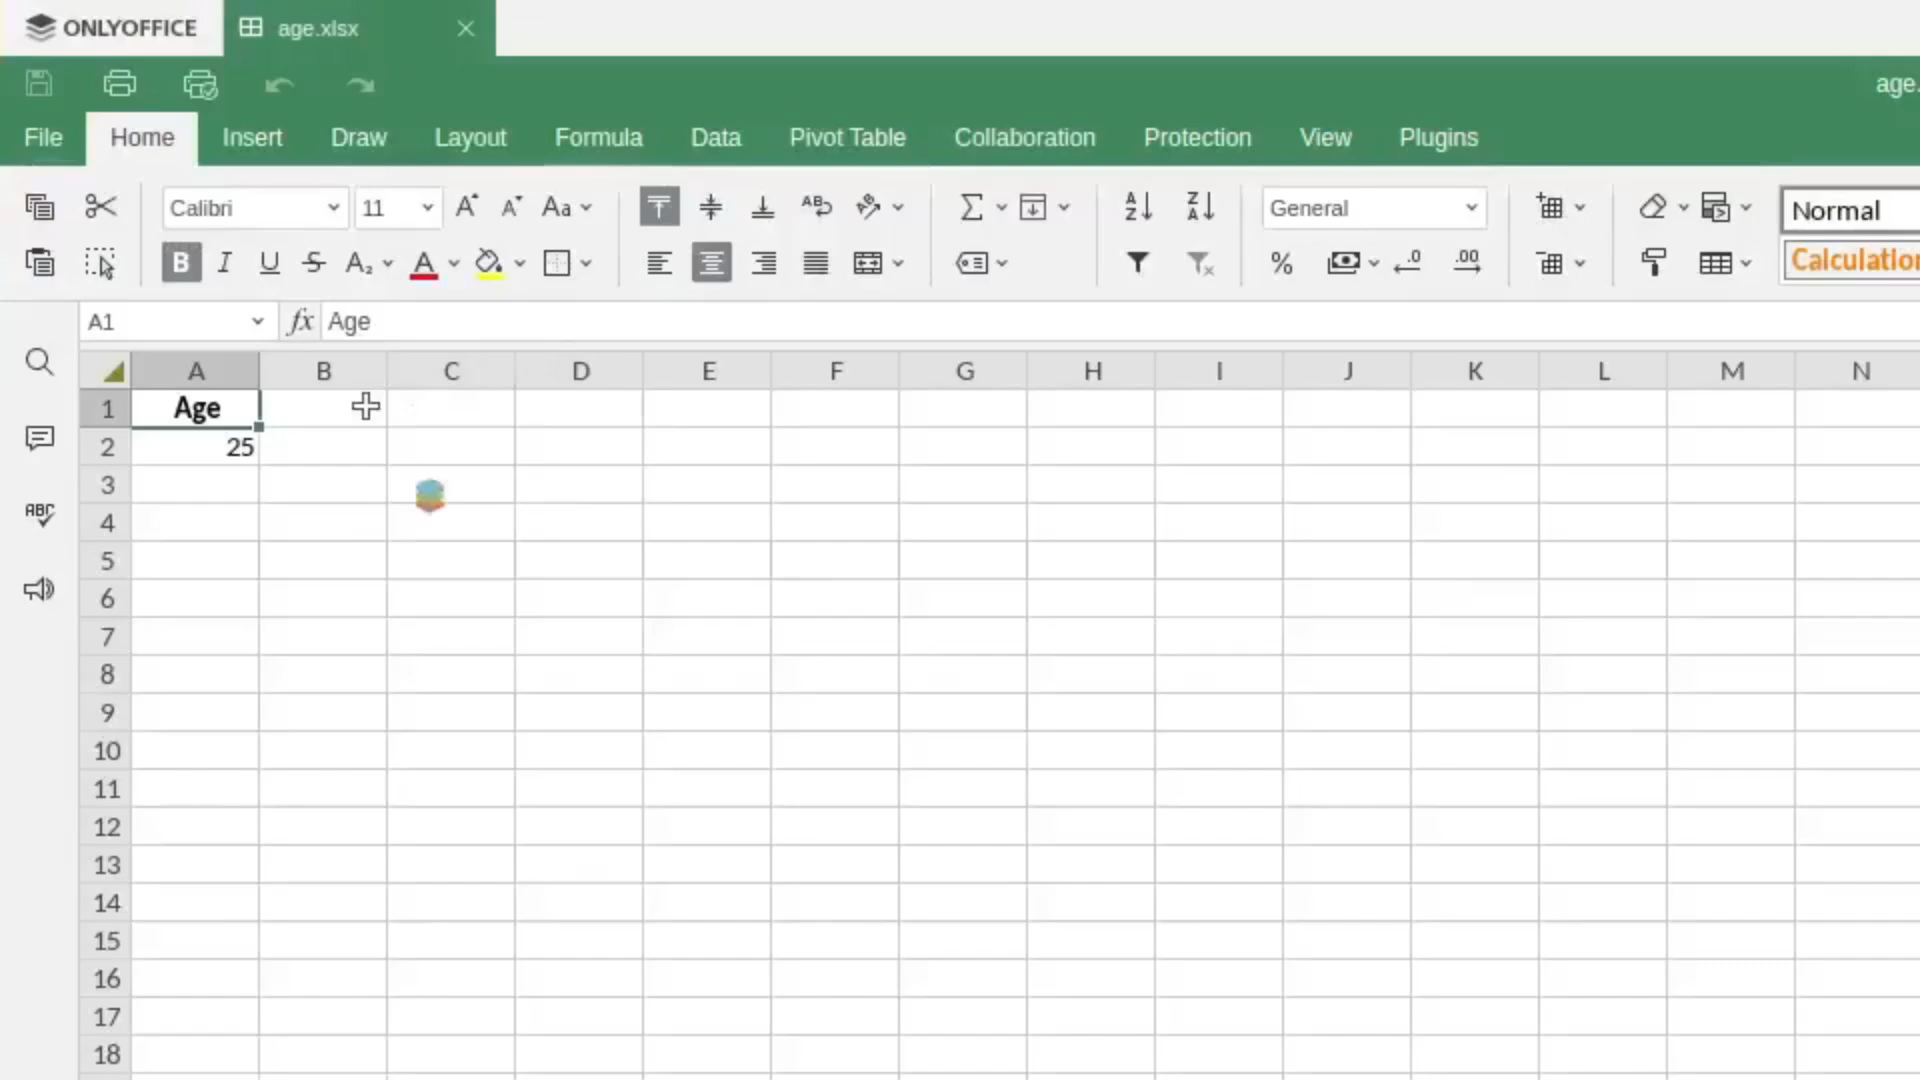 ONLYOFFICE age.xlsx
age.
File Home Insert Draw Layout Formula Data Pivot Table Collaboration Protection View Plugins
Calibri 11 General Normal
Calculation
A1 fx Age
A B C D E F G H I J K L M N
1 Age
2 25
3
4
5
6
7
8
9
10
11
12
13
14
15
16
17
18